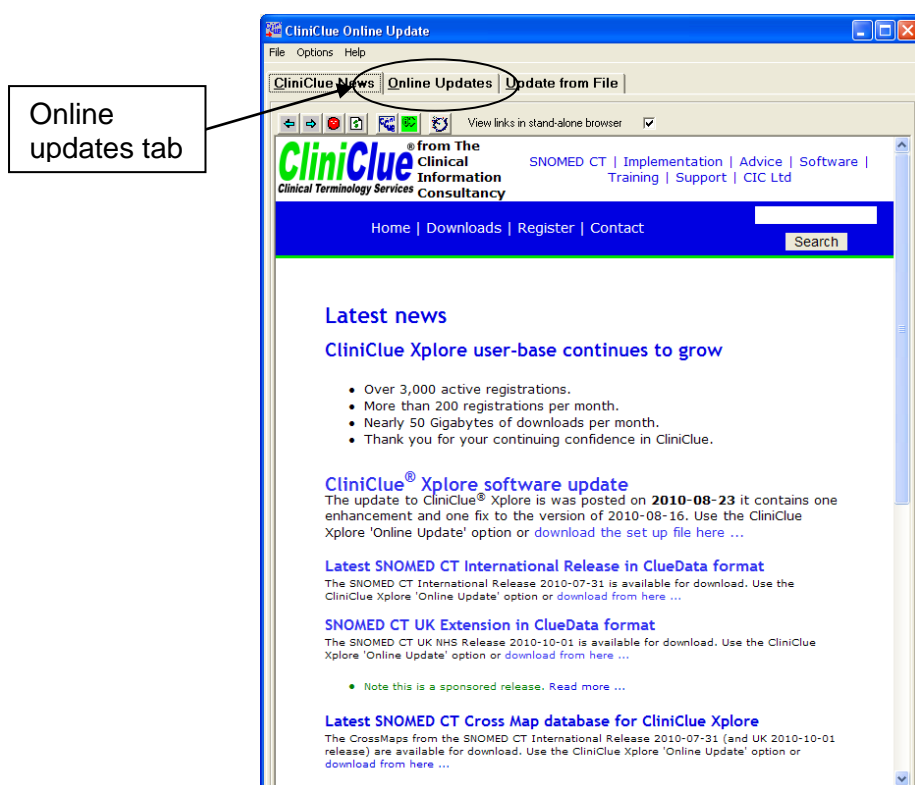 CliniClue Online Update
File Options Help
CliniClue News Online Updates Update from File
Online
updates tab
View links in stand-alone browser
CliniClue®
Clinical Terminology Services
from The
Clinical
Information
Consultancy
SNOMED CT | Implementation | Advice | Software |
Training | Support | CIC Ltd
Home | Downloads | Register | Contact
Search
Latest news
CliniClue Xplore user-base continues to grow
• Over 3,000 active registrations.
• More than 200 registrations per month.
• Nearly 50 Gigabytes of downloads per month.
• Thank you for your continuing confidence in CliniClue.
CliniClue® Xplore software update
The update to CliniClue® Xplore is was posted on 2010-08-23 it contains one
enhancement and one fix to the version of 2010-08-16. Use the CliniClue
Xplore 'Online Update' option or download the set up file here ...
Latest SNOMED CT International Release in ClueData format
The SNOMED CT International Release 2010-07-31 is available for download. Use the
CliniClue Xplore 'Online Update' option or download from here ...
SNOMED CT UK Extension in ClueData format
The SNOMED CT UK NHS Release 2010-10-01 is available for download. Use the CliniClue
Xplore 'Online Update' option or download from here ...
• Note this is a sponsored release. Read more ...
Latest SNOMED CT Cross Map database for CliniClue Xplore
The CrossMaps from the SNOMED CT International Release 2010-07-31 (and UK 2010-10-01
release) are available for download. Use the CliniClue Xplore 'Online Update' option or
download from here ...